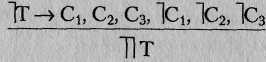 ⌉T → C₁, C₂, C₃, ⌉C₁, ⌉C₂, ⌉C₃
⌉⌉T